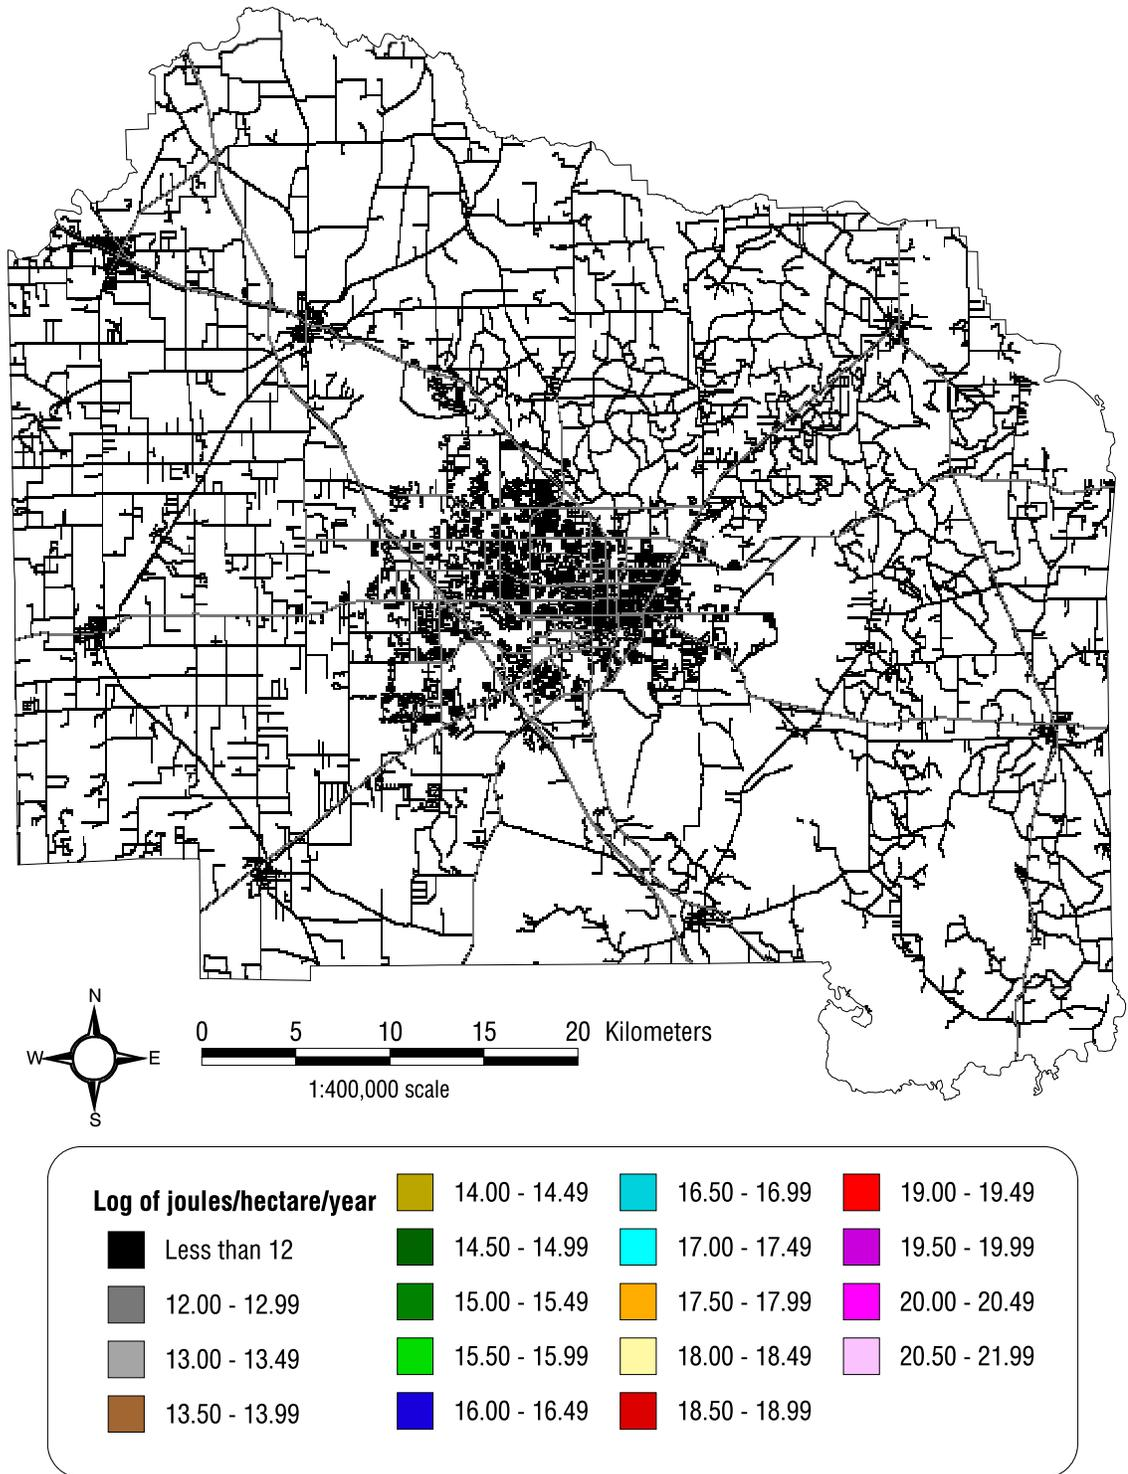 N
W E
S
0 5 10 15 20 Kilometers
1:400,000 scale
Log of joules/hectare/year
Less than 12
12.00 - 12.99
13.00 - 13.49
13.50 - 13.99
14.00 - 14.49
14.50 - 14.99
15.00 - 15.49
15.50 - 15.99
16.00 - 16.49
16.50 - 16.99
17.00 - 17.49
17.50 - 17.99
18.00 - 18.49
18.50 - 18.99
19.00 - 19.49
19.50 - 19.99
20.00 - 20.49
20.50 - 21.99